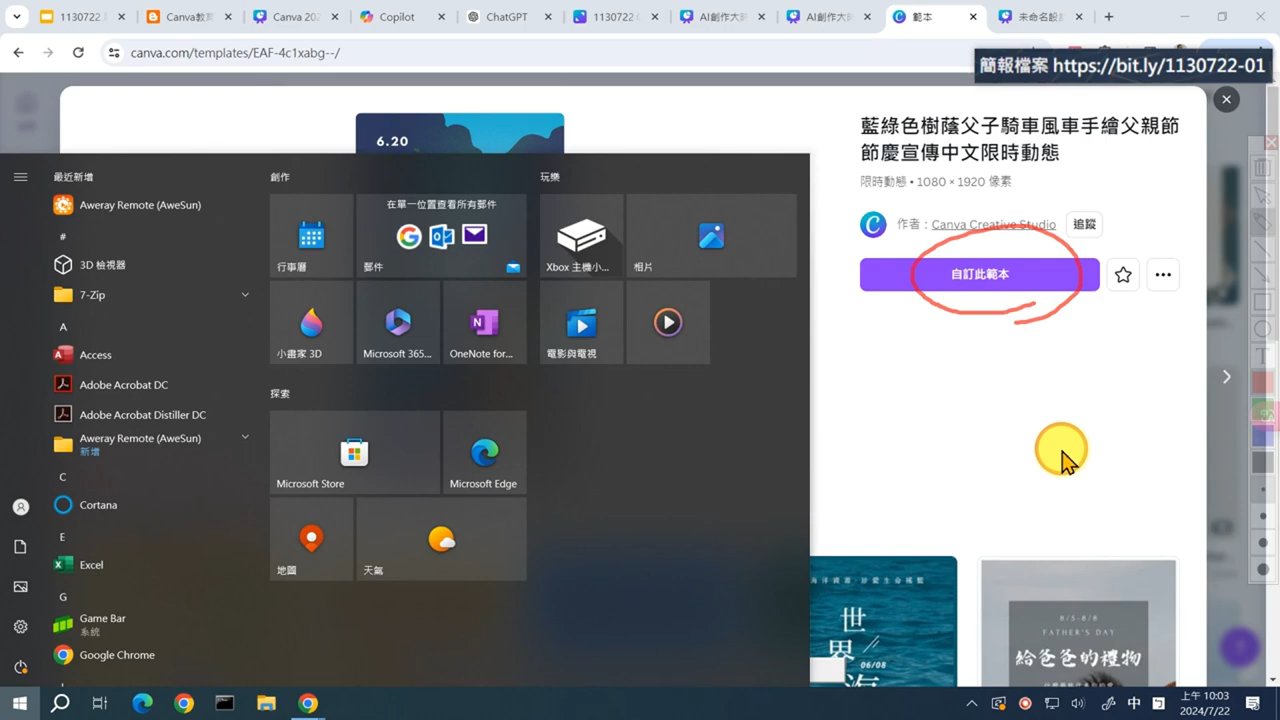 1130722
Canva教育
Canva 202
Copilot
ChatGPT
1130722
AI創作大師
AI創作大師
範本
未命名設計
canva.com/templates/EAF-4c1xabg--/
簡報檔案 https://bit.ly/1130722-01
6.20
藍綠色樹蔭父子騎車風車手繪父親節
節慶宣傳中文限時動態
限時動態 • 1080 × 1920 像素
作者：Canva Creative Studio
追蹤
自訂此範本
最近新增
Aweray Remote (AweSun)
#
3D 檢視器
7-Zip
A
Access
Adobe Acrobat DC
Adobe Acrobat Distiller DC
Aweray Remote (AweSun)
新增
C
Cortana
E
Excel
G
Game Bar
系統
Google Chrome
創作
行事曆
在單一位置查看所有郵件
郵件
小畫家 3D
Microsoft 365...
OneNote for...
探索
Microsoft Store
Microsoft Edge
地圖
天氣
玩樂
Xbox 主機小...
相片
電影與電視
T
世
界
海
06/08
8/5-8/8
FATHER'S DAY
給爸爸的禮物
中
上午 10:03
2024/7/22